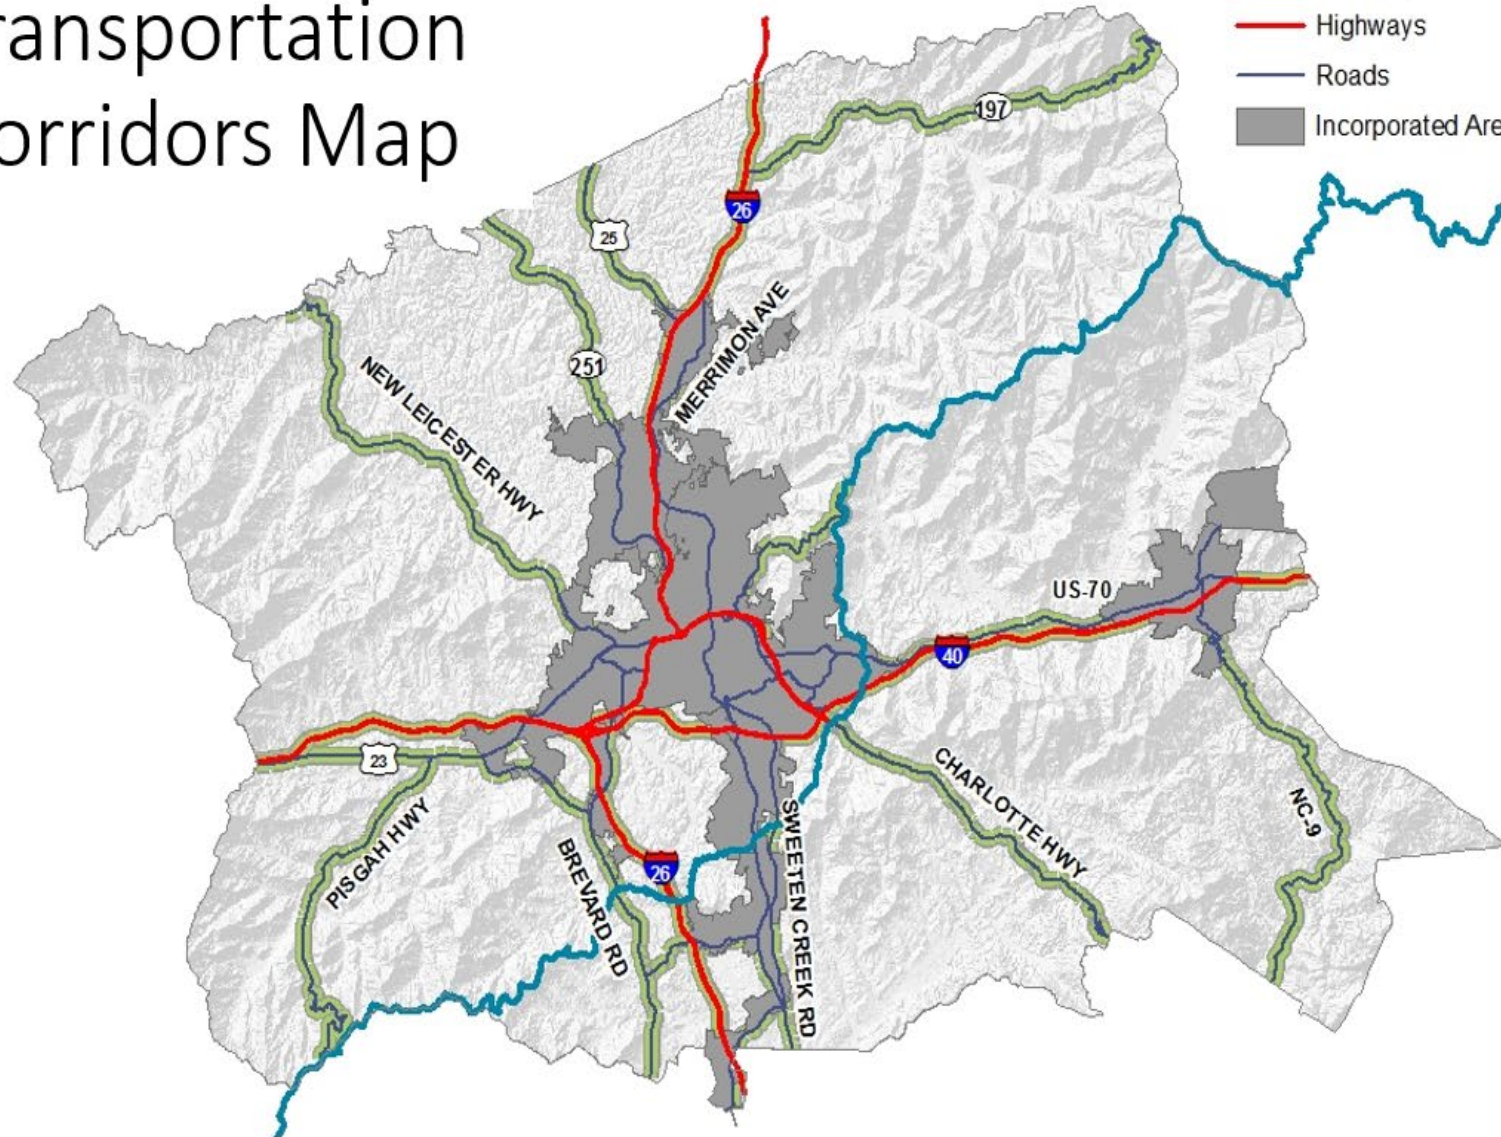 ransportation
orridors Map
Highways
Roads
Incorporated Are
197
26
25
MERRIMON AVE
251
NEW LEICESTER HWY
US-70
40
23
CHARLOTTE HWY
NC-9
PISGAH HWY
BREVARD RD
26
SWEETEN CREEK RD